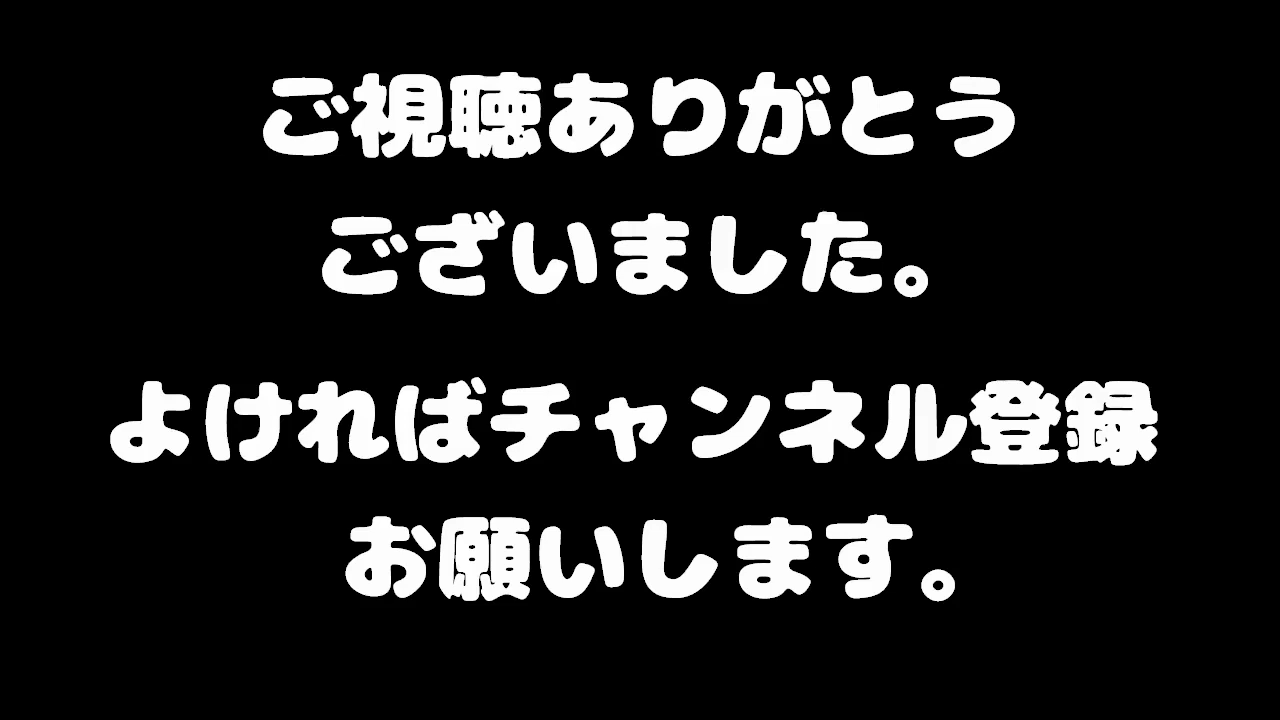 ご視聴ありがとう
ございました。
よければチャンネル登録
お願いします。